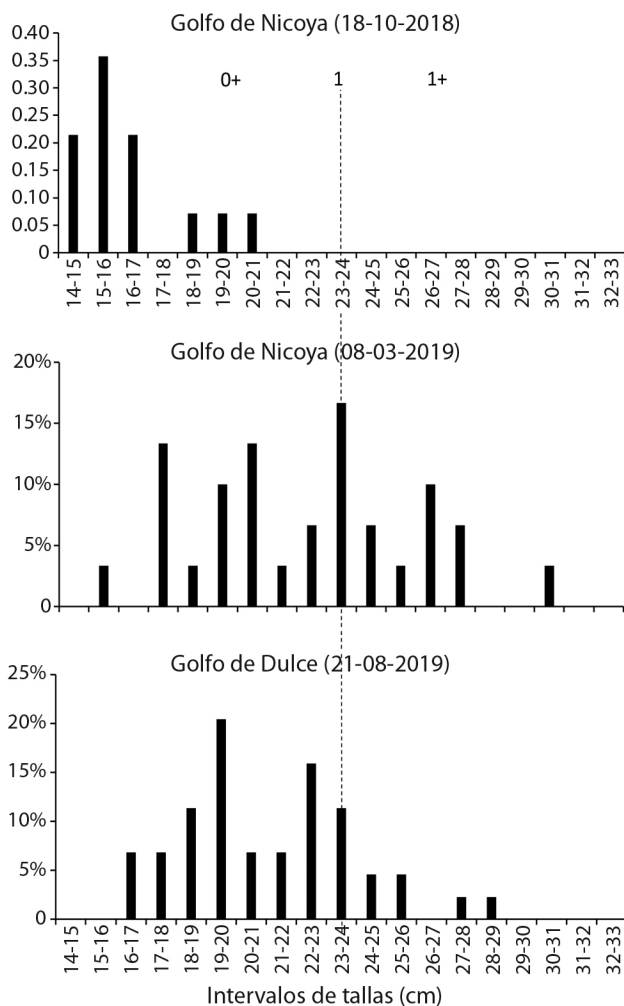 Golfo de Nicoya (18-10-2018)
0.40
0.35
0.30
0.25
0.20
0.15
0.10
0.05
0
0+ 1 1+
14-15 15-16 16-17 17-18 18-19 19-20 20-21 21-22 22-23 23-24 24-25 25-26 26-27 27-28 28-29 29-30 30-31 31-32 32-33
Golfo de Nicoya (08-03-2019)
20%
15%
10%
5%
0
Golfo de Dulce (21-08-2019)
25%
20%
15%
10%
5%
0
14-15 15-16 16-17 17-18 18-19 19-20 20-21 21-22 22-23 23-24 24-25 25-26 26-27 27-28 28-29 29-30 30-31 31-32 32-33
Intervalos de tallas (cm)